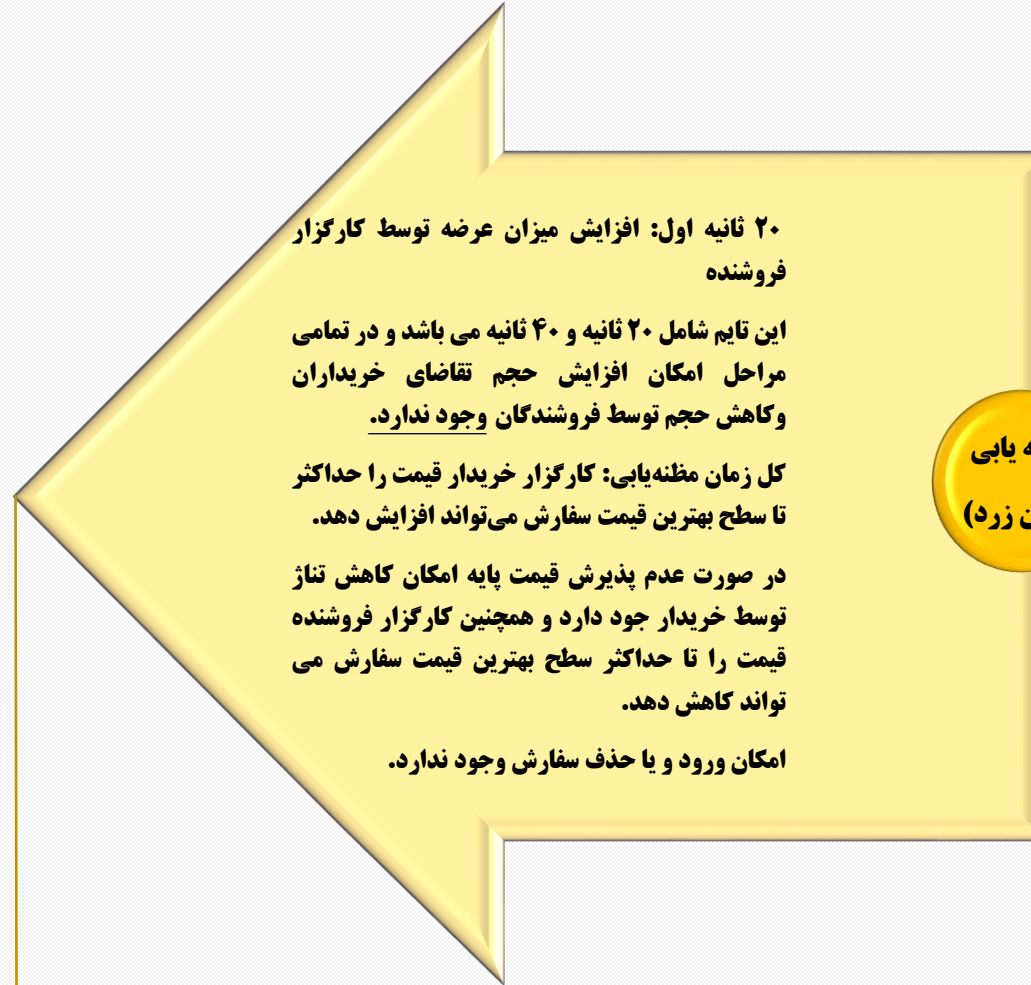 ۲۰ ثانیه اول: افزایش میزان عرضه توسط کارگزار
فروشنده
این تایم شامل ۲۰ ثانیه و ۴۰ ثانیه می باشد و در تمامی
مراحل امکان افزایش حجم تقاضای خریداران
وکاهش حجم توسط فروشندگان وجود ندارد.
کل زمان مظنه‌یابی: کارگزار خریدار قیمت را حداکثر
تا سطح بهترین قیمت سفارش می‌تواند افزایش دهد.
در صورت عدم پذیرش قیمت پایه امکان کاهش تناژ
توسط خریدار جود دارد و همچنین کارگزار فروشنده
قیمت را تا حداکثر سطح بهترین قیمت سفارش می
تواند کاهش دهد.
امکان ورود و یا حذف سفارش وجود ندارد.
یابی
زرد)